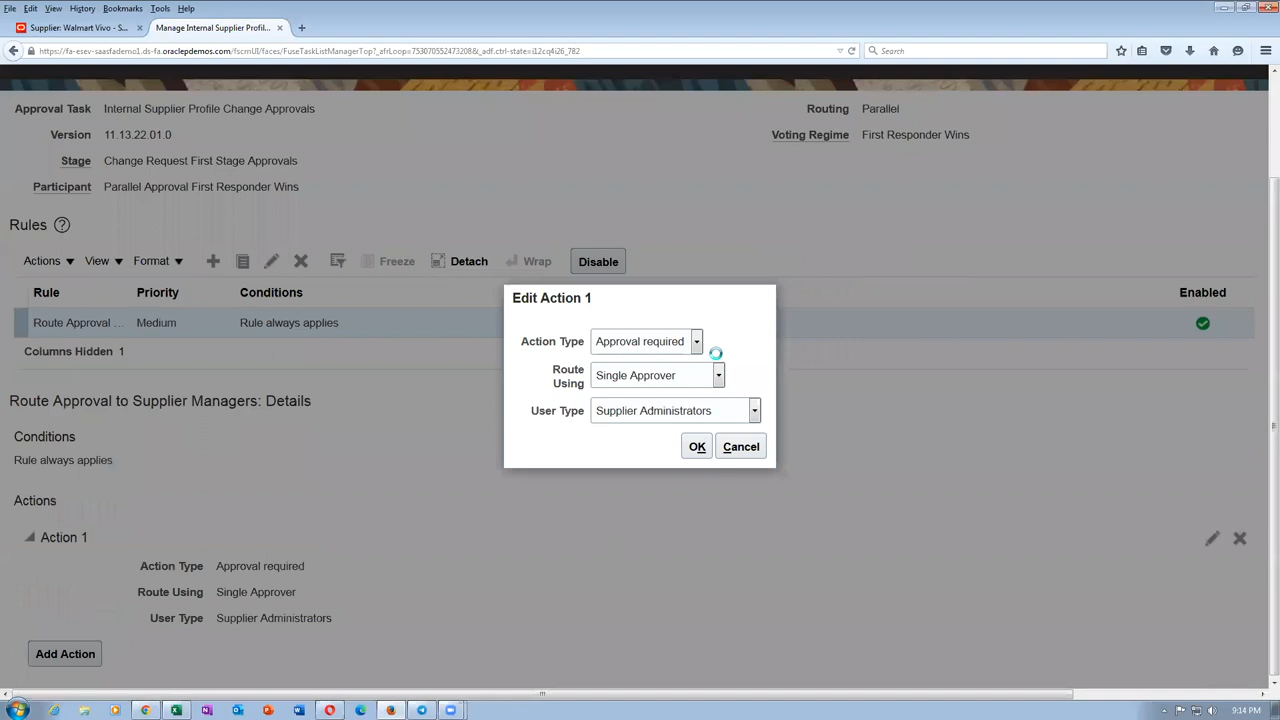 File Edit View History Bookmarks Tools Help
Supplier: Walmart Vivo - S... × Manage Internal Supplier Profil... × +
https://fa-esev-saasfademo1.ds-fa.oraclepdemos.com/fscmUI/faces/FuseTaskListManagerTop?_afrLoop=753070552473208&_adf.ctrl-state=i12cq4i26_782 Search
Approval Task Internal Supplier Profile Change Approvals Routing Parallel
Version 11.13.22.01.0 Voting Regime First Responder Wins
Stage Change Request First Stage Approvals
Participant Parallel Approval First Responder Wins
Rules ?
Actions View Format Freeze Detach Wrap Disable
Rule Priority Conditions Enabled
Route Approval ... Medium Rule always applies
Columns Hidden 1
Edit Action 1
Action Type Approval required
Route Using Single Approver
User Type Supplier Administrators
OK Cancel
Route Approval to Supplier Managers: Details
Conditions
Rule always applies
Actions
Action 1
Action Type Approval required
Route Using Single Approver
User Type Supplier Administrators
Add Action
9:14 PM